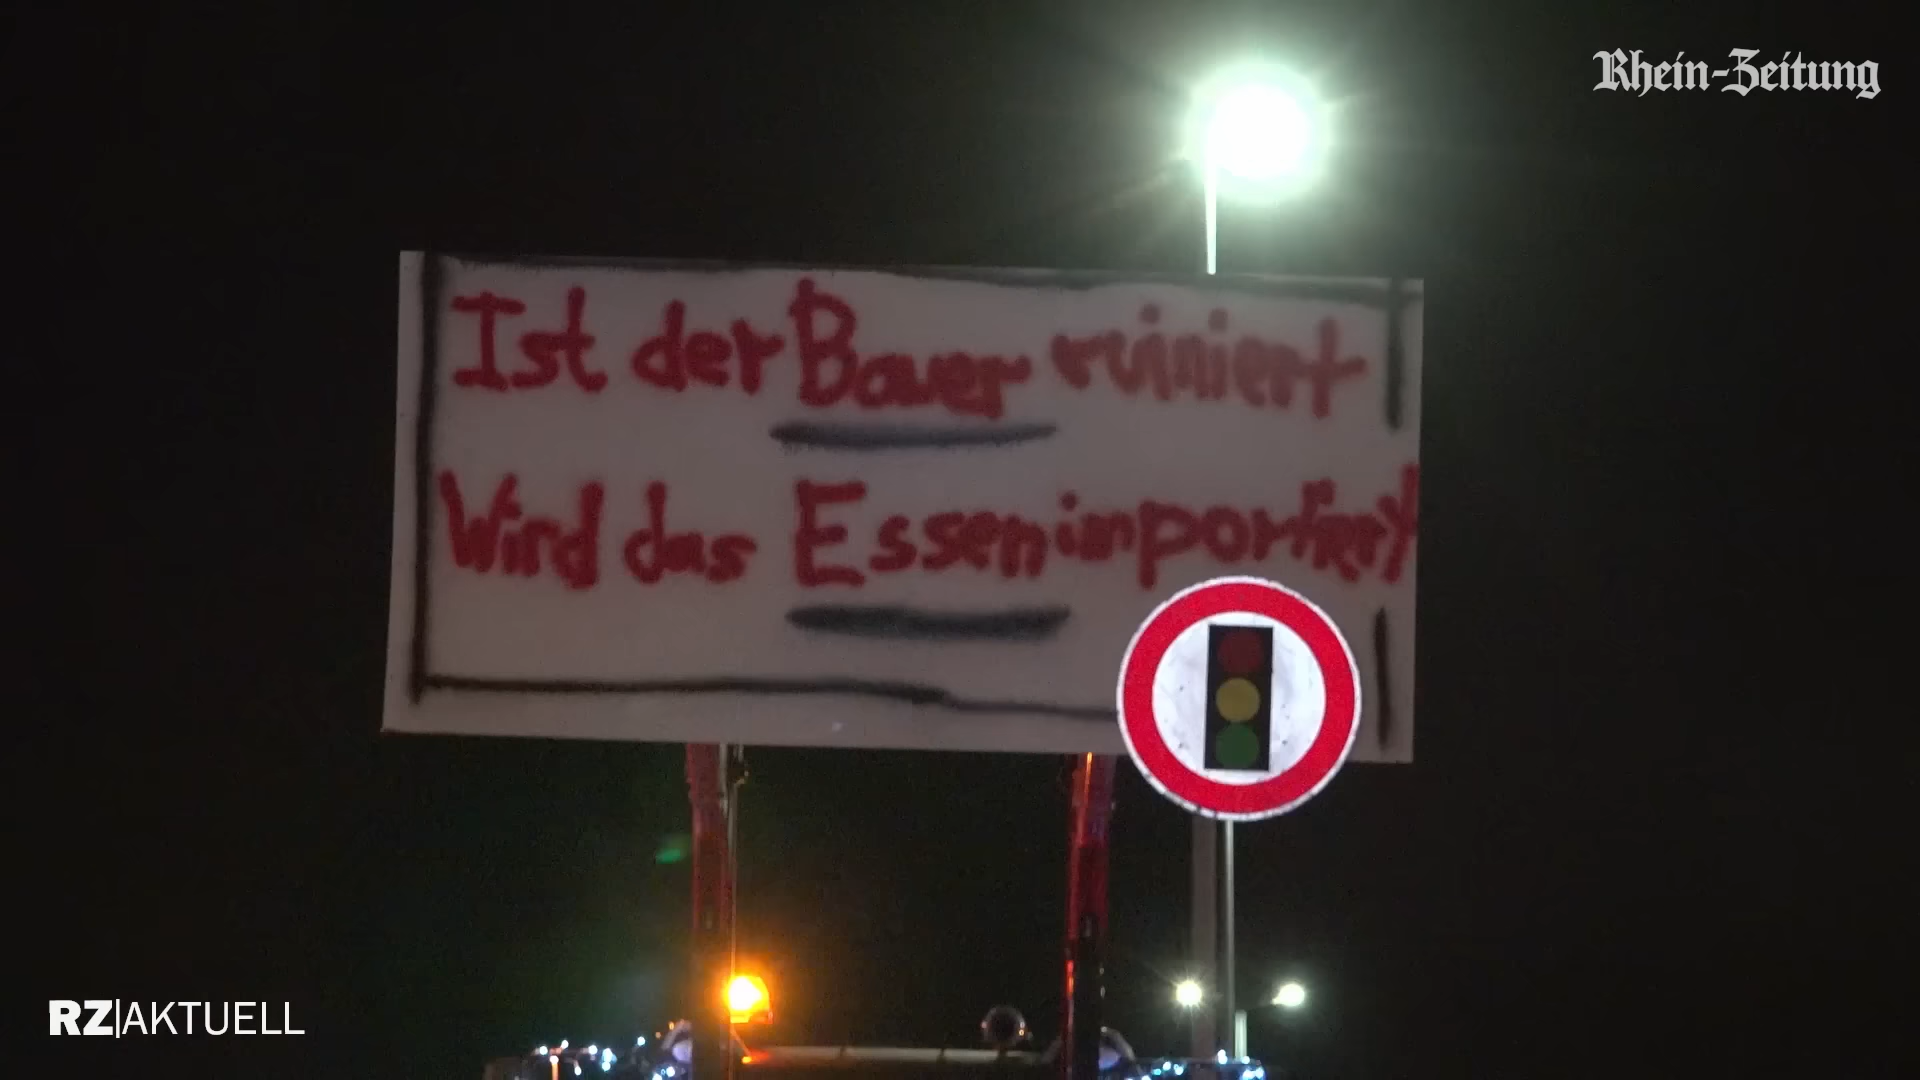 Rhein-Zeitung
Ist der Bauer ruiniert
Wird das Essen importiert
RZ|AKTUELL